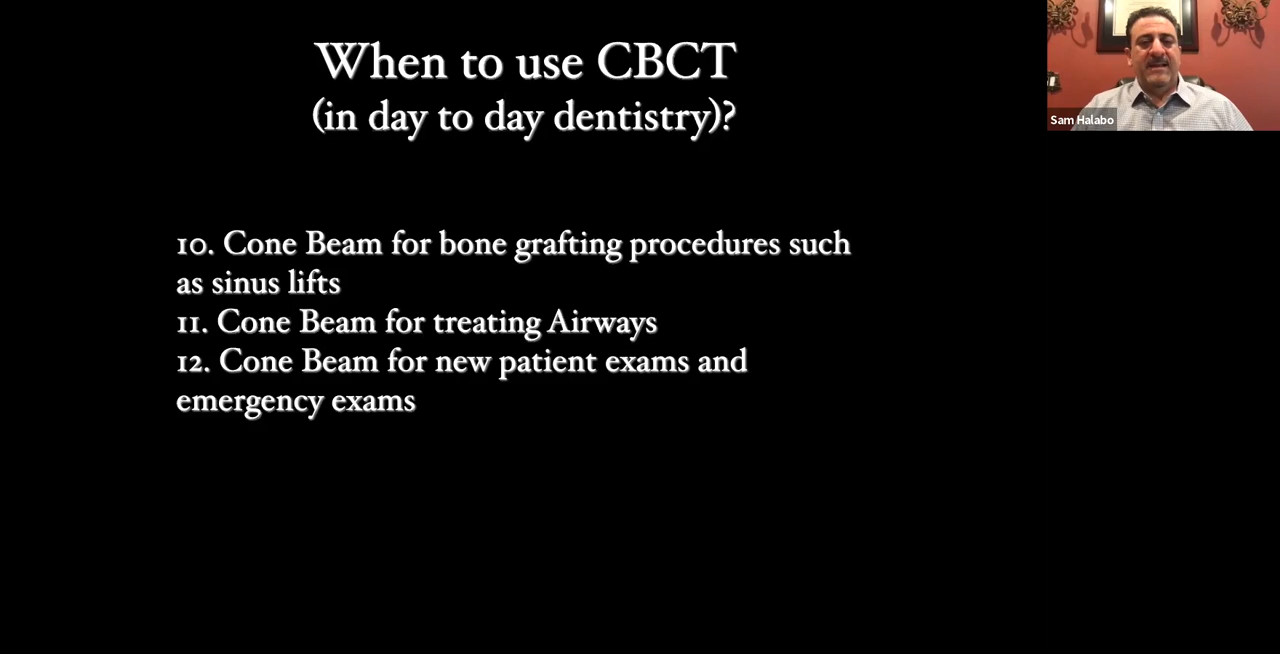 When to use CBCT
(in day to day dentistry)?
10. Cone Beam for bone grafting procedures such
as sinus lifts
11. Cone Beam for treating Airways
12. Cone Beam for new patient exams and
emergency exams
Sam Halabo